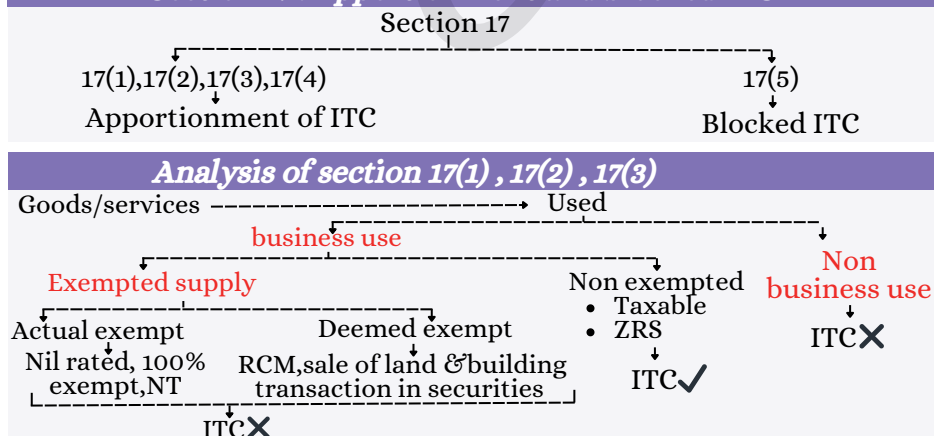 Section 17
17(1),17(2),17(3),17(4)
17(5)
Apportionment of ITC
Blocked ITC
Analysis of section 17(1) , 17(2) , 17(3)
Goods/services
Used
business use
Non
business use
ITC
Exempted supply
Non exempted
• Taxable
• ZRS
ITC
Actual exempt
Deemed exempt
Nil rated, 100%
exempt,NT
RCM,sale of land &building
transaction in securities
ITC